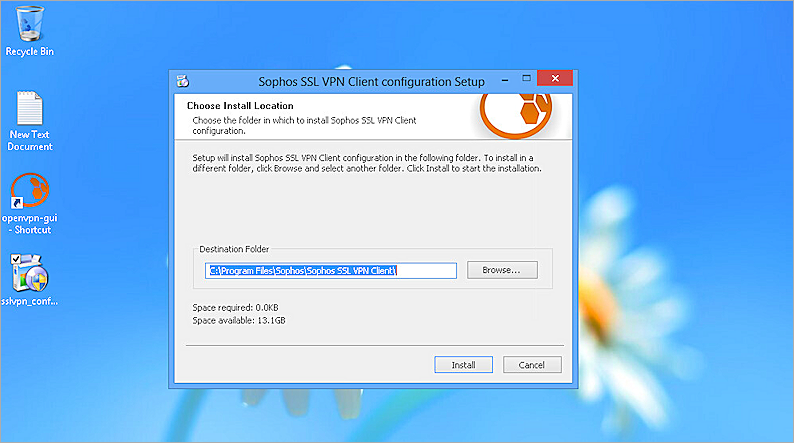 Recycle Bin
New Text
Document
openvpn-gui
- Shortcut
sslvpn_conf...
Sophos SSL VPN Client configuration Setup
Choose Install Location
Choose the folder in which to install Sophos SSL VPN Client
configuration.
Setup will install Sophos SSL VPN Client configuration in the following folder. To install in a
different folder, click Browse and select another folder. Click Install to start the installation.
Destination Folder
C:\Program Files\Sophos\Sophos SSL VPN Client\
Browse...
Space required: 0.0KB
Space available: 13.1GB
Install
Cancel